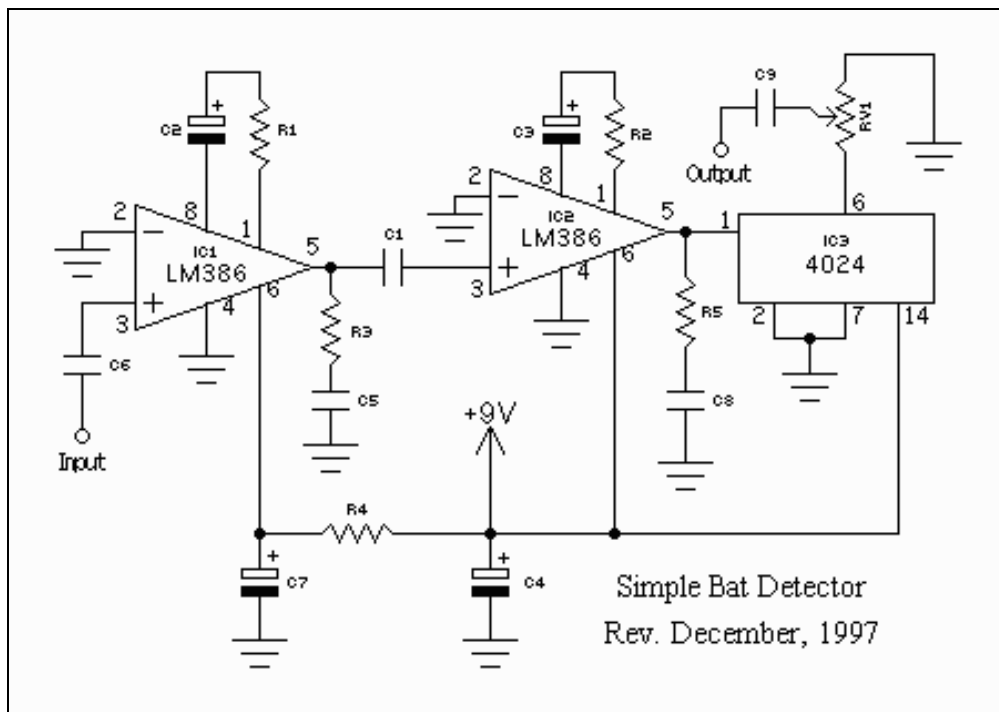 +
C2
R1
2
8
1
IC1
LM386
5
3
4
6
C6
Input
C1
R3
C5
+
C3
R2
2
8
1
IC2
LM386
5
3
4
6
R5
C8
C9
Output
RV1
6
1
IC3
4024
2
7
14
+9V
R4
+
C7
+
C4
Simple Bat Detector
Rev. December, 1997